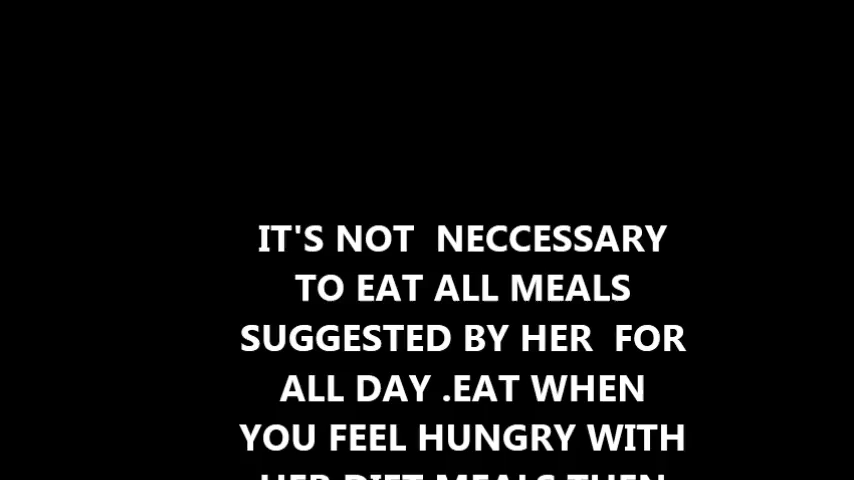 IT'S NOT  NECCESSARY
TO EAT ALL MEALS
SUGGESTED BY HER  FOR
ALL DAY .EAT WHEN
YOU FEEL HUNGRY WITH
HER DIET MEALS THEN